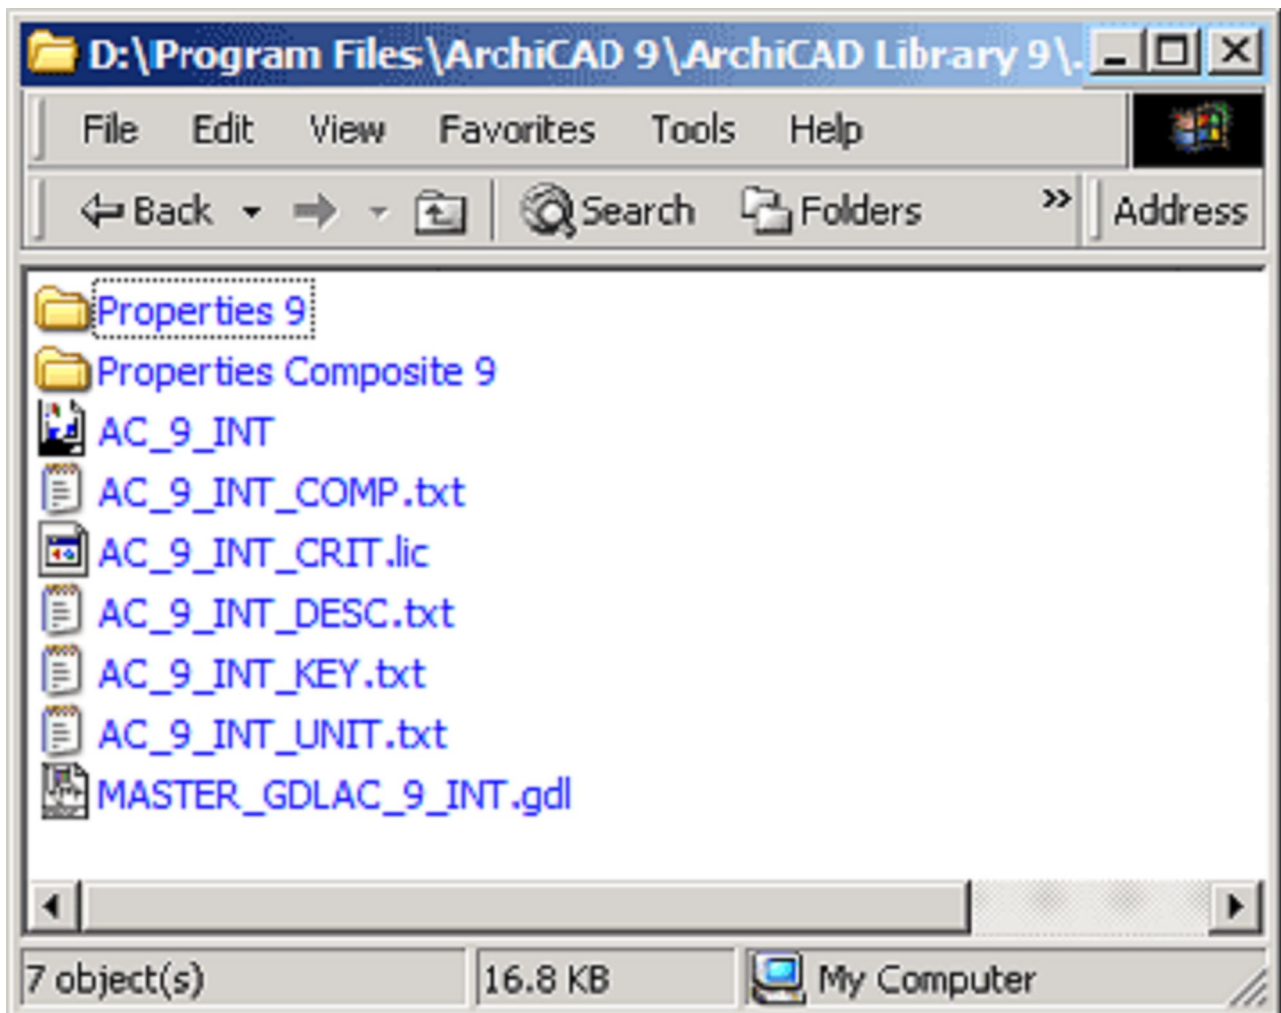 D:\Program Files\ArchiCAD 9\ArchiCAD Library 9\.
File Edit View Favorites Tools Help
Back Search Folders » Address
Properties 9
Properties Composite 9
AC_9_INT
AC_9_INT_COMP.txt
AC_9_INT_CRIT.lic
AC_9_INT_DESC.txt
AC_9_INT_KEY.txt
AC_9_INT_UNIT.txt
MASTER_GDLAC_9_INT.gdl
7 object(s) 16.8 KB My Computer